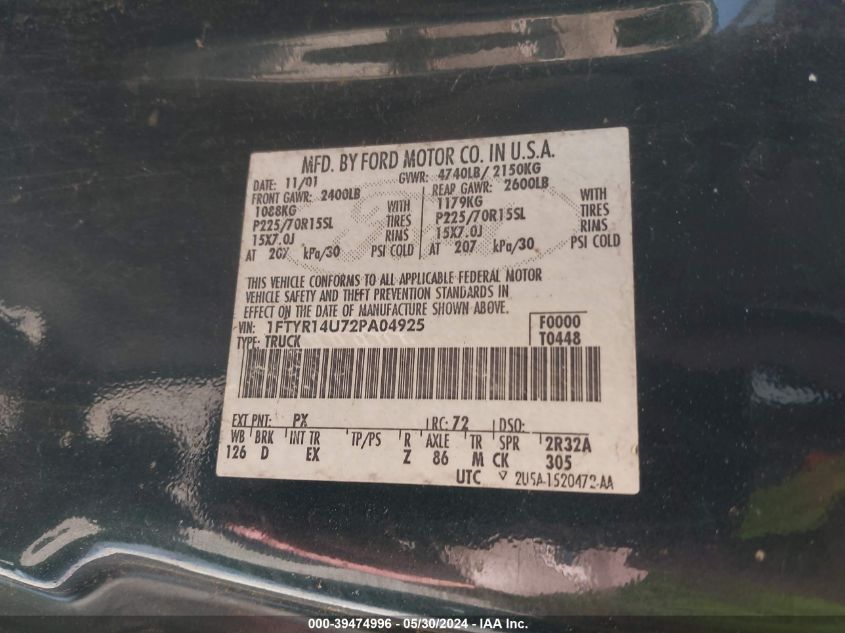 MFD. BY FORD MOTOR CO. IN U.S.A.
DATE: 11/01 GVWR: 4740LB/ 2150KG
FRONT GAWR: 2400LB REAR GAWR: 2600LB
1088KG WITH 1179KG WITH
P225/70R15SL TIRES P225/70R15SL TIRES
15X7.0J RIMS 15X7.0J RIMS
AT 207 kPa/30 PSI COLD AT 207 kPa/30 PSI COLD
THIS VEHICLE CONFORMS TO ALL APPLICABLE FEDERAL MOTOR
VEHICLE SAFETY AND THEFT PREVENTION STANDARDS IN
EFFECT ON THE DATE OF MANUFACTURE SHOWN ABOVE.
VIN: 1FTYR14U72PA04925 F0000
TYPE: TRUCK T0448
EXT PNT: PX RC: 72 DSO:
WB BRK INT TR TP/PS R AXLE TR SPR 2R32A
126 D EX Z 86 M CK 305
UTC 2U5A-1520472-AA
000-39474996 - 05/30/2024 - IAA Inc.